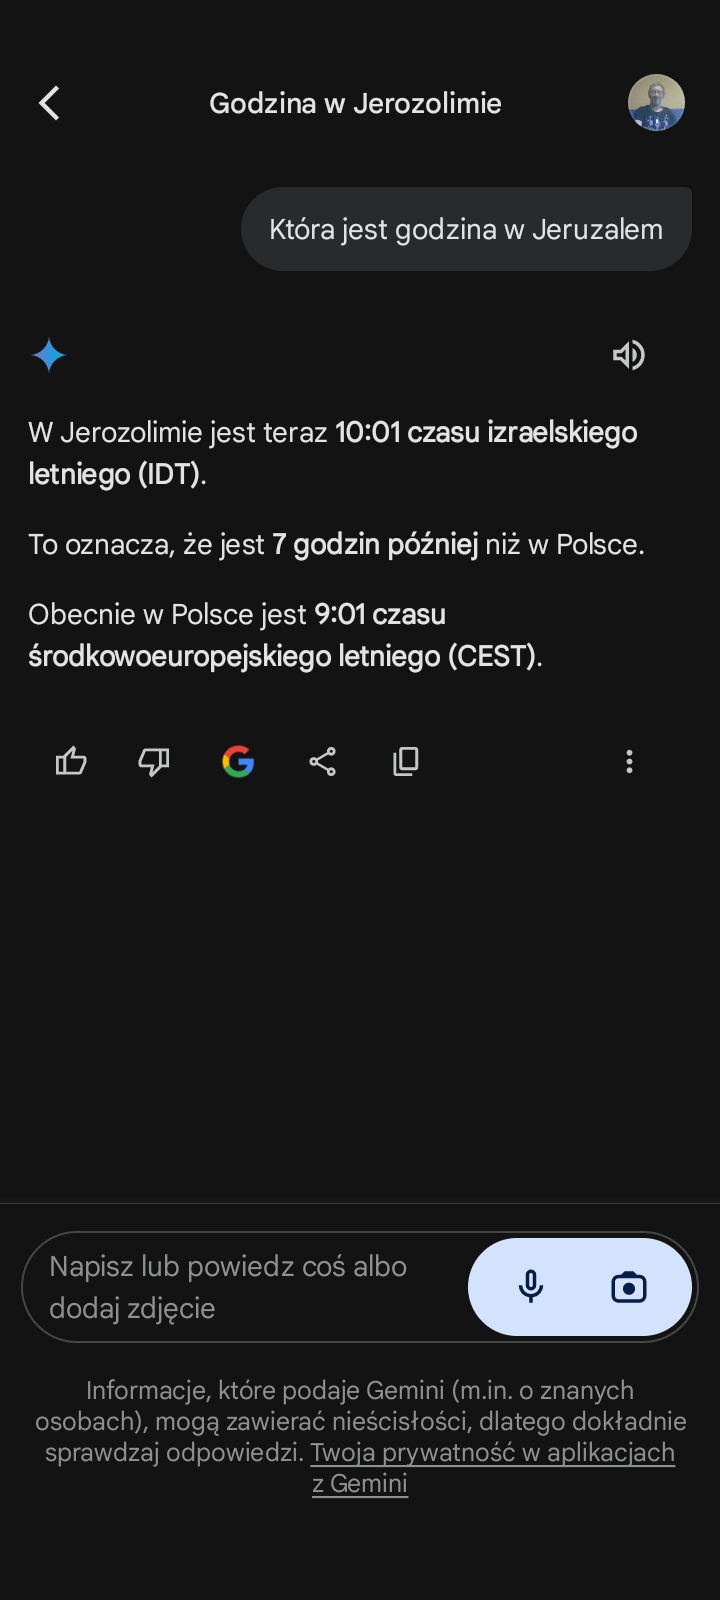 Godzina w Jerozolimie
Która jest godzina w Jeruzalem
W Jerozolimie jest teraz 10:01 czasu izraelskiego
letniego (IDT).
To oznacza, że jest 7 godzin później niż w Polsce.
Obecnie w Polsce jest 9:01 czasu
środkowoeuropejskiego letniego (CEST).
Napisz lub powiedz coś albo
dodaj zdjęcie
Informacje, które podaje Gemini (m.in. o znanych
osobach), mogą zawierać nieścisłości, dlatego dokładnie
sprawdzaj odpowiedzi. Twoja prywatność w aplikacjach
z Gemini